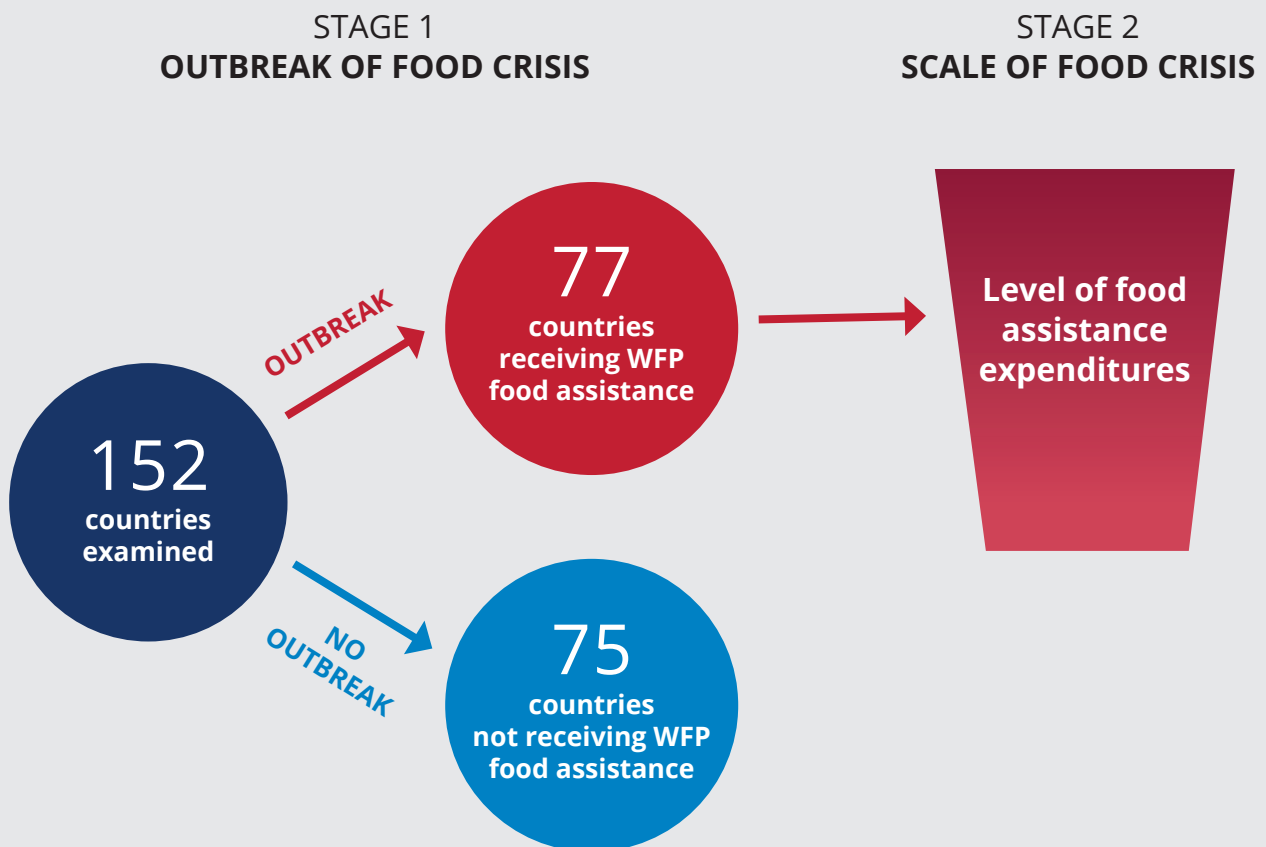 STAGE 1
OUTBREAK OF FOOD CRISIS
STAGE 2
SCALE OF FOOD CRISIS
OUTBREAK
77
countries
receiving WFP
food assistance
Level of food
assistance
expenditures
152
countries
examined
NO
OUTBREAK
75
countries
not receiving WFP
food assistance